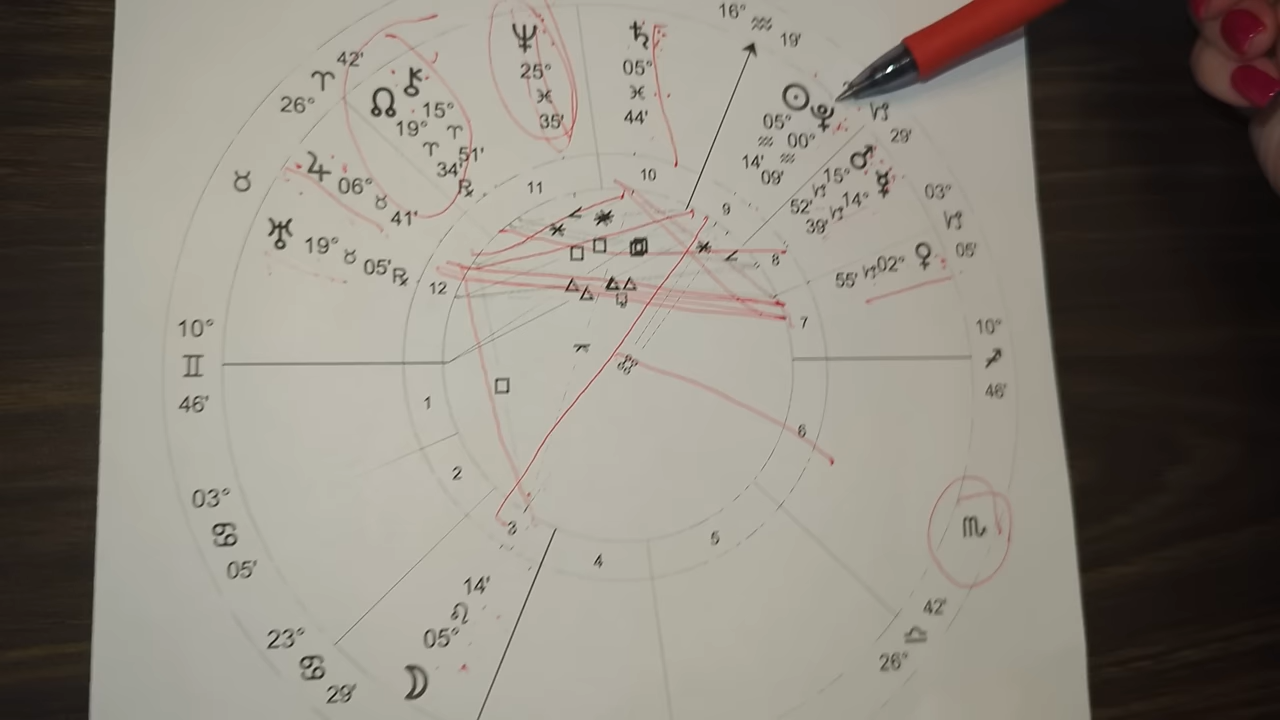 16° ♒ 19'
♆ 25° ♓ 35'
♄ 05° ♓ 44'
☉ 05° ♒ 14'
♇ 00° ♒ 09'
♑ 29'
42' ♈ 26°
⚷ 15° ♈ 51'
☊ 19° ♈ 34' ℞
♂ 15° ♑ 52'
☿ 14° ♑ 39'
03° ♑ 05'
♀ 02° ♑ 55'
♉
♃ 06° ♉ 41'
♅ 19° ♉ 05' ℞
11
10
9
8
7
12
10° ♊ 46'
10° ♐ 46'
1
2
3
4
5
6
03° ♋ 05'
23° ♋ 29'
14' ♌ 05° ☽
♏
42' ♎ 26°